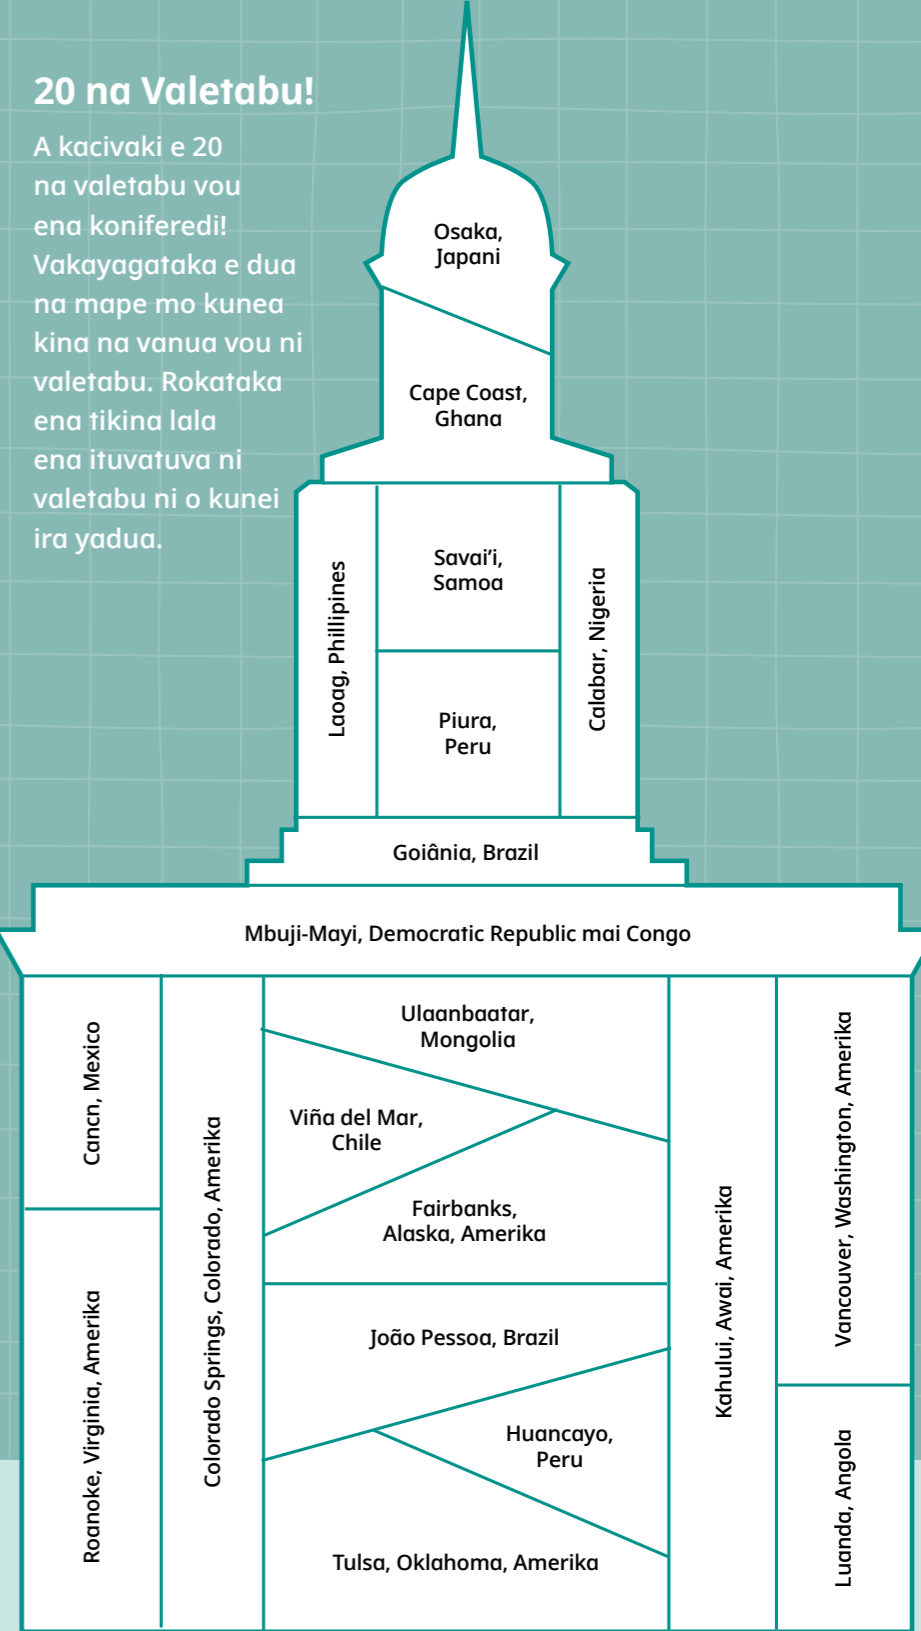 20 na Valetabu!
A kacivaki e 20
na valetabu vou
ena koniferedi!
Vakayagataka e dua
na mape mo kunea
kina na vanua vou ni
valetabu. Rokataka
ena tikina lala
ena ituvatuva ni
valetabu ni o kunei
ira yadua.
Osaka,
Japani
Cape Coast,
Ghana
Laoag, Phillipines
Savai’i,
Samoa
Calabar, Nigeria
Piura,
Peru
Goiânia, Brazil
Mbuji-Mayi, Democratic Republic mai Congo
Cancn, Mexico
Roanoke, Virginia, Amerika
Colorado Springs, Colorado, Amerika
Ulaanbaatar,
Mongolia
Viña del Mar,
Chile
Fairbanks,
Alaska, Amerika
João Pessoa, Brazil
Huancayo,
Peru
Tulsa, Oklahoma, Amerika
Kahului, Awai, Amerika
Vancouver, Washington, Amerika
Luanda, Angola